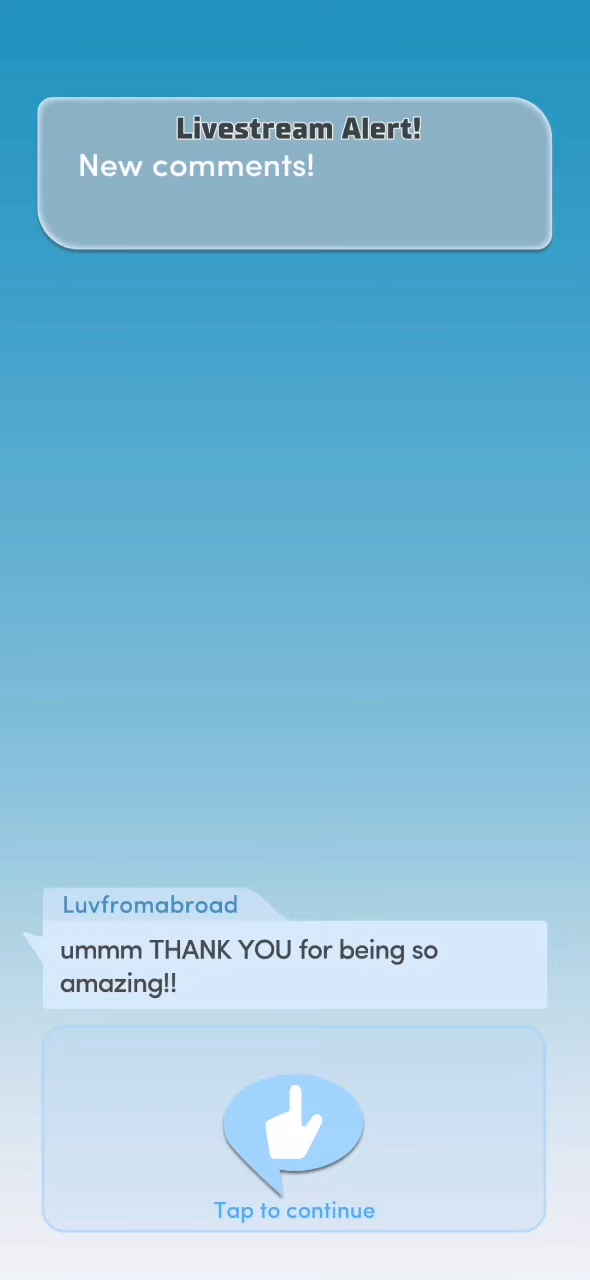 Livestream Alert!
New comments!
Luvfromabroad
ummm THANK YOU for being so
amazing!!
Tap to continue